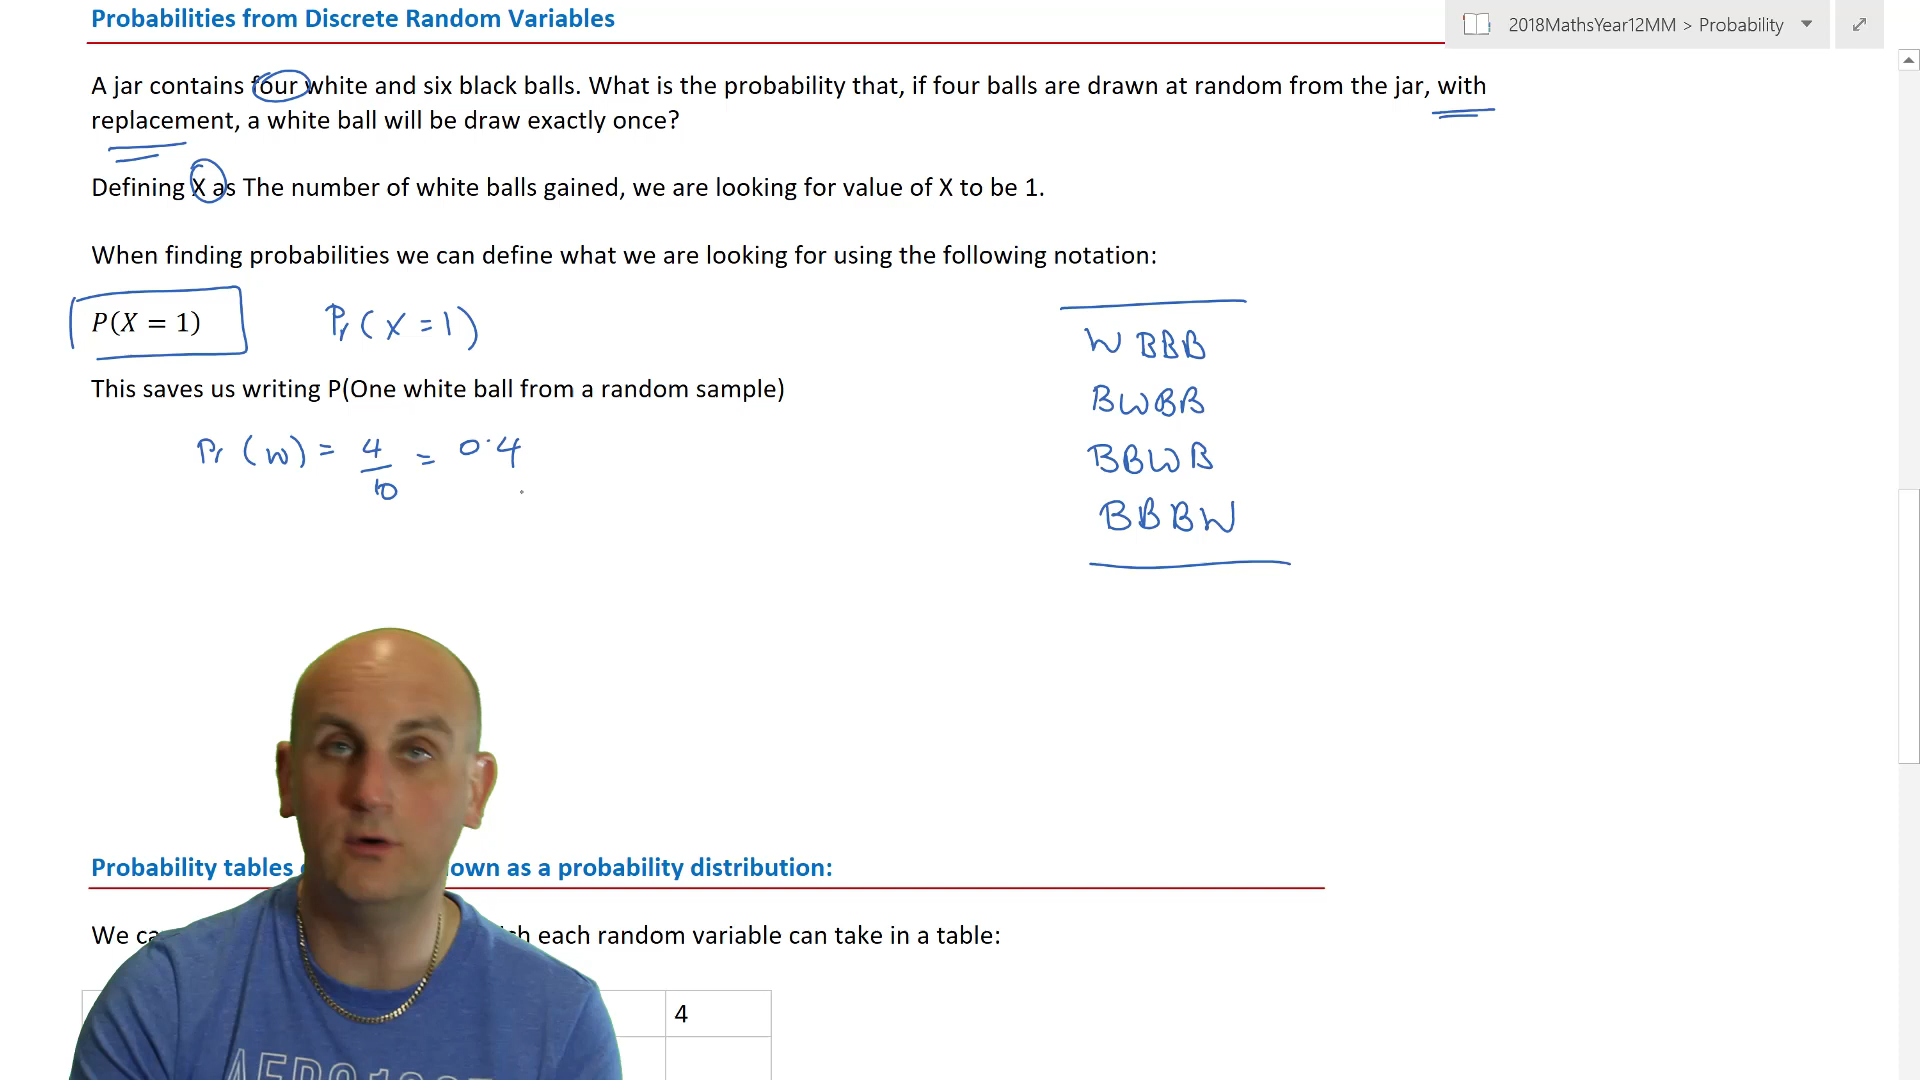 Probabilities from Discrete Random Variables
2018MathsYear12MM > Probability
A jar contains four white and six black balls. What is the probability that, if four balls are drawn at random from the jar, with
replacement, a white ball will be draw exactly once?
Defining X as The number of white balls gained, we are looking for value of X to be 1.
When finding probabilities we can define what we are looking for using the following notation:
P(X = 1)
Pr(X=1)
This saves us writing P(One white ball from a random sample)
Pr (W) = 4/10 = 0.4
W BBB
BWBB
BBWB
BBBW
Probability tables own as a probability distribution:
We each random variable can take in a table:
4